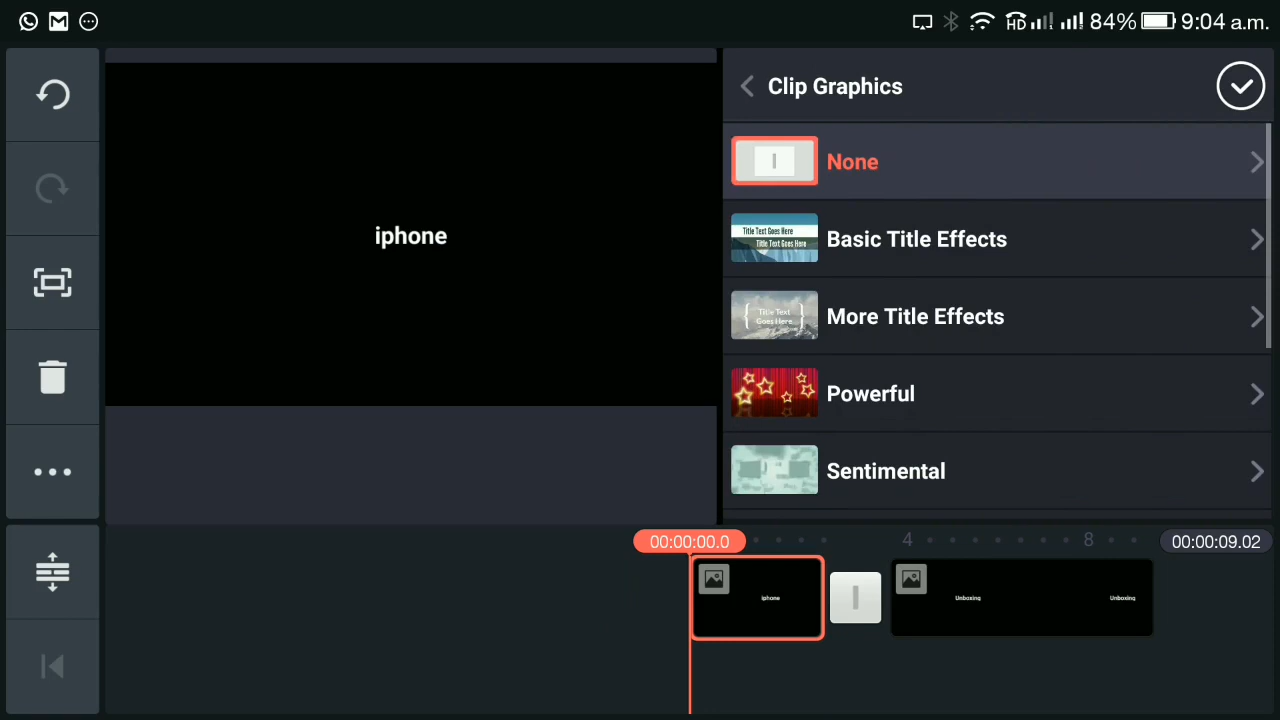 HD 84% 9:04 a.m.
Clip Graphics
None
Title Text Goes Here
Title Text Goes Here
Basic Title Effects
Title Text
Goes Here
More Title Effects
Powerful
Sentimental
iphone
00:00:00.0
4
8
00:00:09.02
iphone
Unboxing
Unboxing